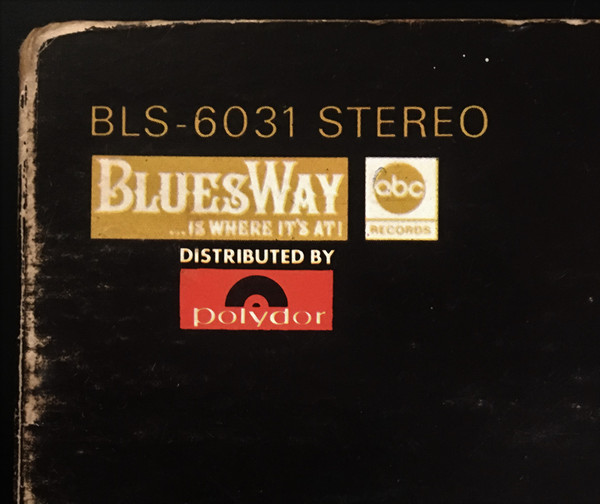 BLS-6031 STEREO
BLUESWAY
...IS WHERE IT'S AT!
abc
RECORDS
DISTRIBUTED BY
polydor